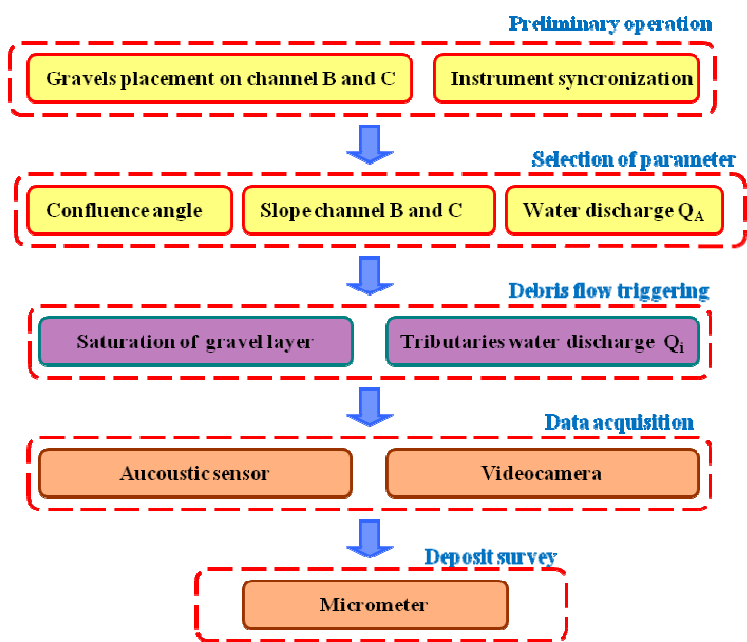 Preliminary operation
Gravels placement on channel B and C
Instrument syncronization
Selection of parameter
Confluence angle
Slope channel B and C
Water discharge QA
Debris flow triggering
Saturation of gravel layer
Tributaries water discharge Qi
Data acquisition
Aucoustic sensor
Videocamera
Deposit survey
Micrometer